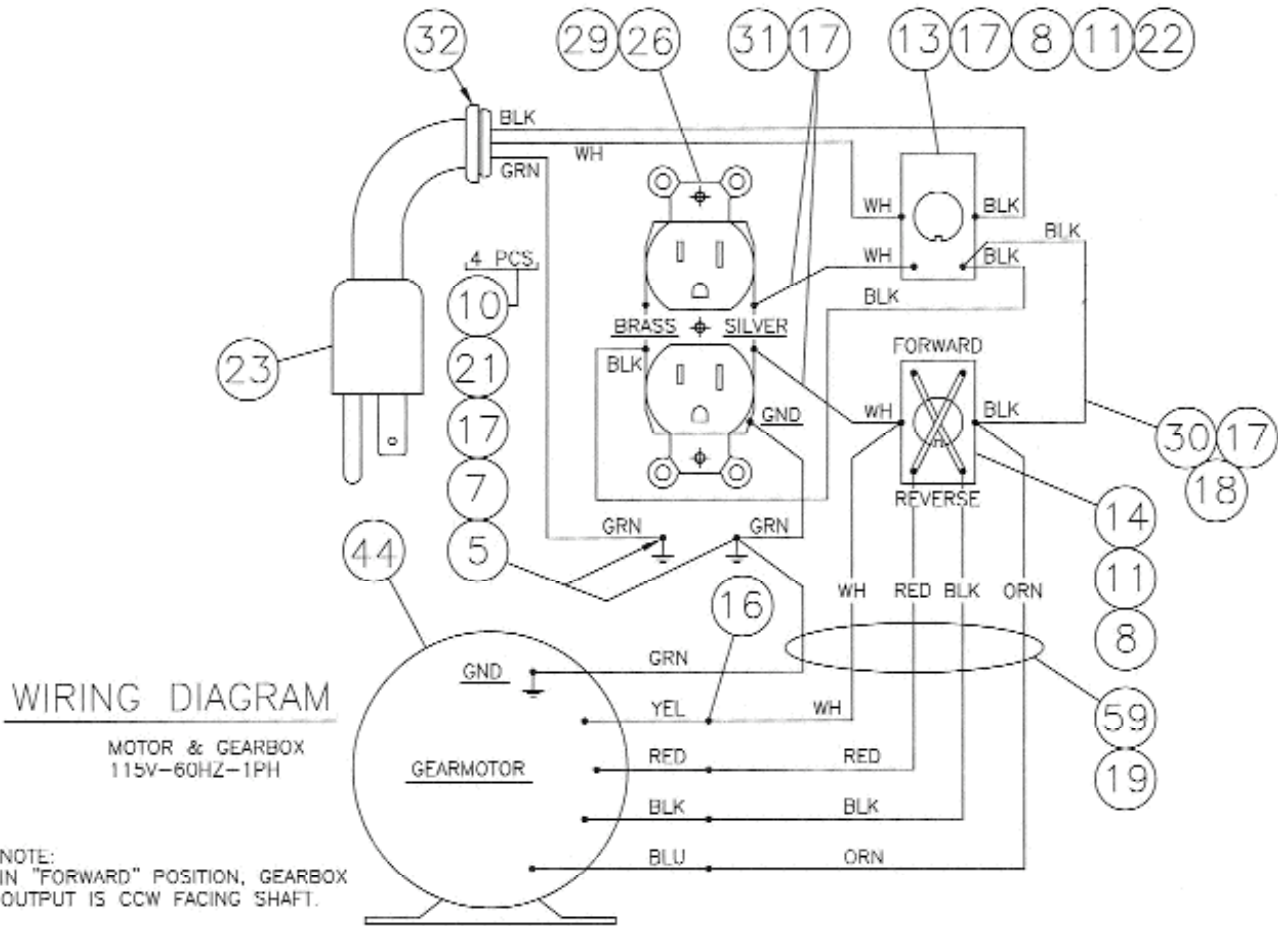 32
29 26
31 17
13 17 8 11 22
BLK
WH
GRN
WH
BLK
BLK
WH
BLK
BLK
4 PCS.
10
21
17
7
5
BRASS
SILVER
BLK
GND
FORWARD
WH
BLK
REVERSE
23
30 17
18
14
11
8
GRN
GRN
44
16
WH RED BLK ORN
GND
GRN
59
19
WIRING DIAGRAM
MOTOR & GEARBOX
115V-60HZ-1PH
YEL
WH
GEARMOTOR
RED
RED
BLK
BLK
BLU
ORN
NOTE:
IN "FORWARD" POSITION, GEARBOX
OUTPUT IS CCW FACING SHAFT.